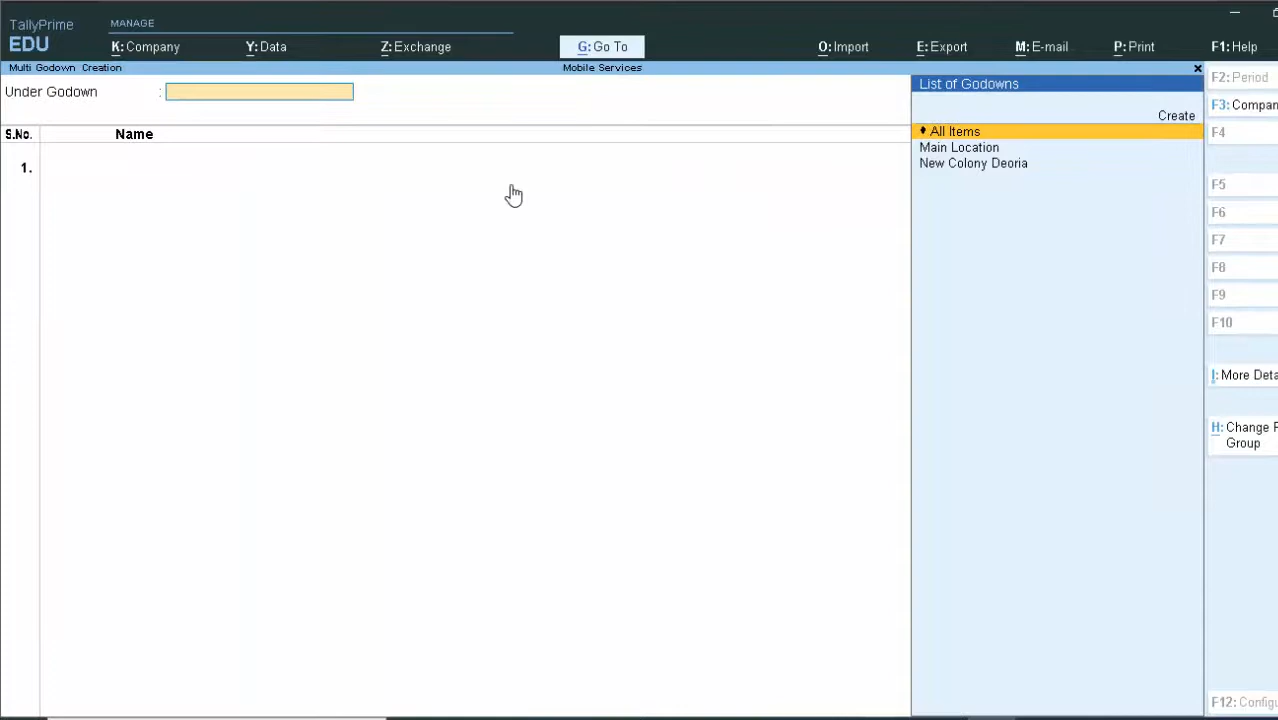 TallyPrime
EDU
MANAGE
K: Company
Y: Data
Z: Exchange
G: Go To
O: Import
E: Export
M: E-mail
P: Print
F1: Help
Multi Godown Creation
Mobile Services
Under Godown :
S.No.
Name
1.
List of Godowns
Create
♦ All Items
Main Location
New Colony Deoria
F2: Period
F3: Compan
F4
F5
F6
F7
F8
F9
F10
I: More Deta
H: Change P
Group
F12: Configu